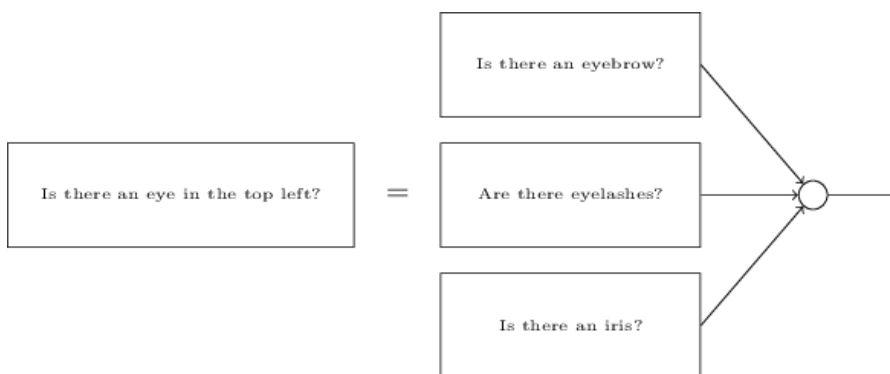 Is there an eyebrow?
Is there an eye in the top left?
=
Are there eyelashes?
Is there an iris?